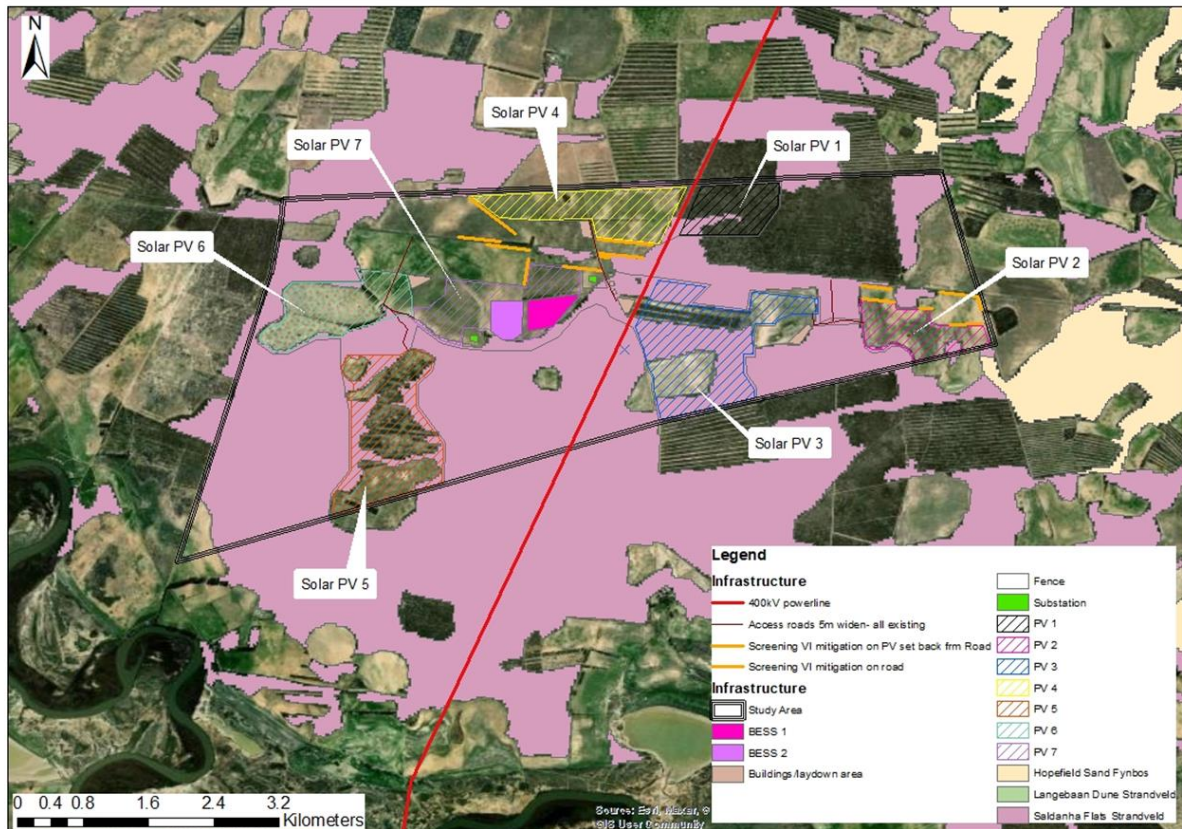 N
Solar PV 4
Solar PV 7
Solar PV 1
Solar PV 6
Solar PV 2
Solar PV 3
Solar PV 5
Legend
Infrastructure
400kV powerline
Access roads 5m widen- all existing
Screening VI mitigation on PV set back frm Road
Screening VI mitigation on road
Infrastructure
Study Area
BESS 1
BESS 2
Buildings/laydown area
Fence
Substation
PV 1
PV 2
PV 3
PV 4
PV 5
PV 6
PV 7
Hopefield Sand Fynbos
Langebaan Dune Strandveld
Saldanha Flats Strandveld
0 0.4 0.8 1.6 2.4 3.2
Kilometers
Source: Esri, Maxar, ©
GIS User Community